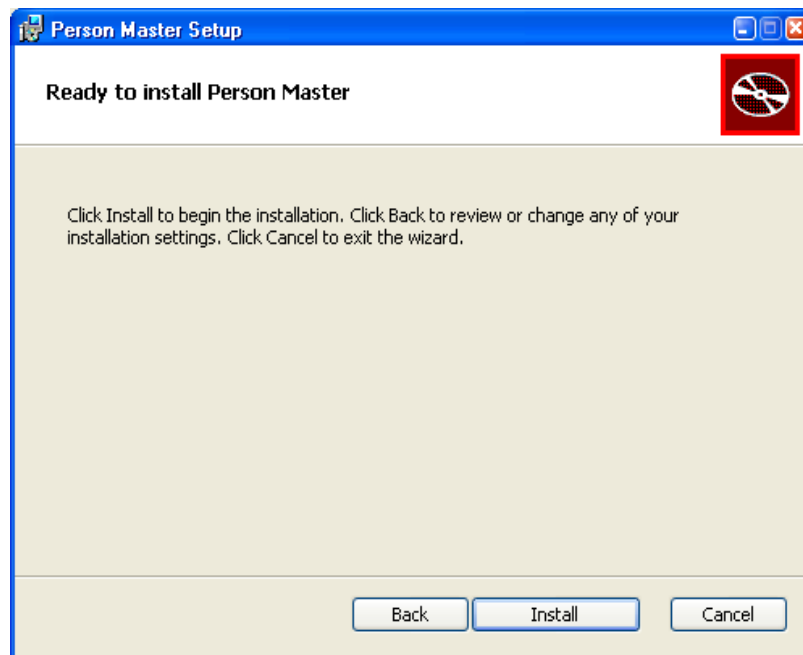 Person Master Setup
Ready to install Person Master
Click Install to begin the installation. Click Back to review or change any of your
installation settings. Click Cancel to exit the wizard.
Back Install Cancel